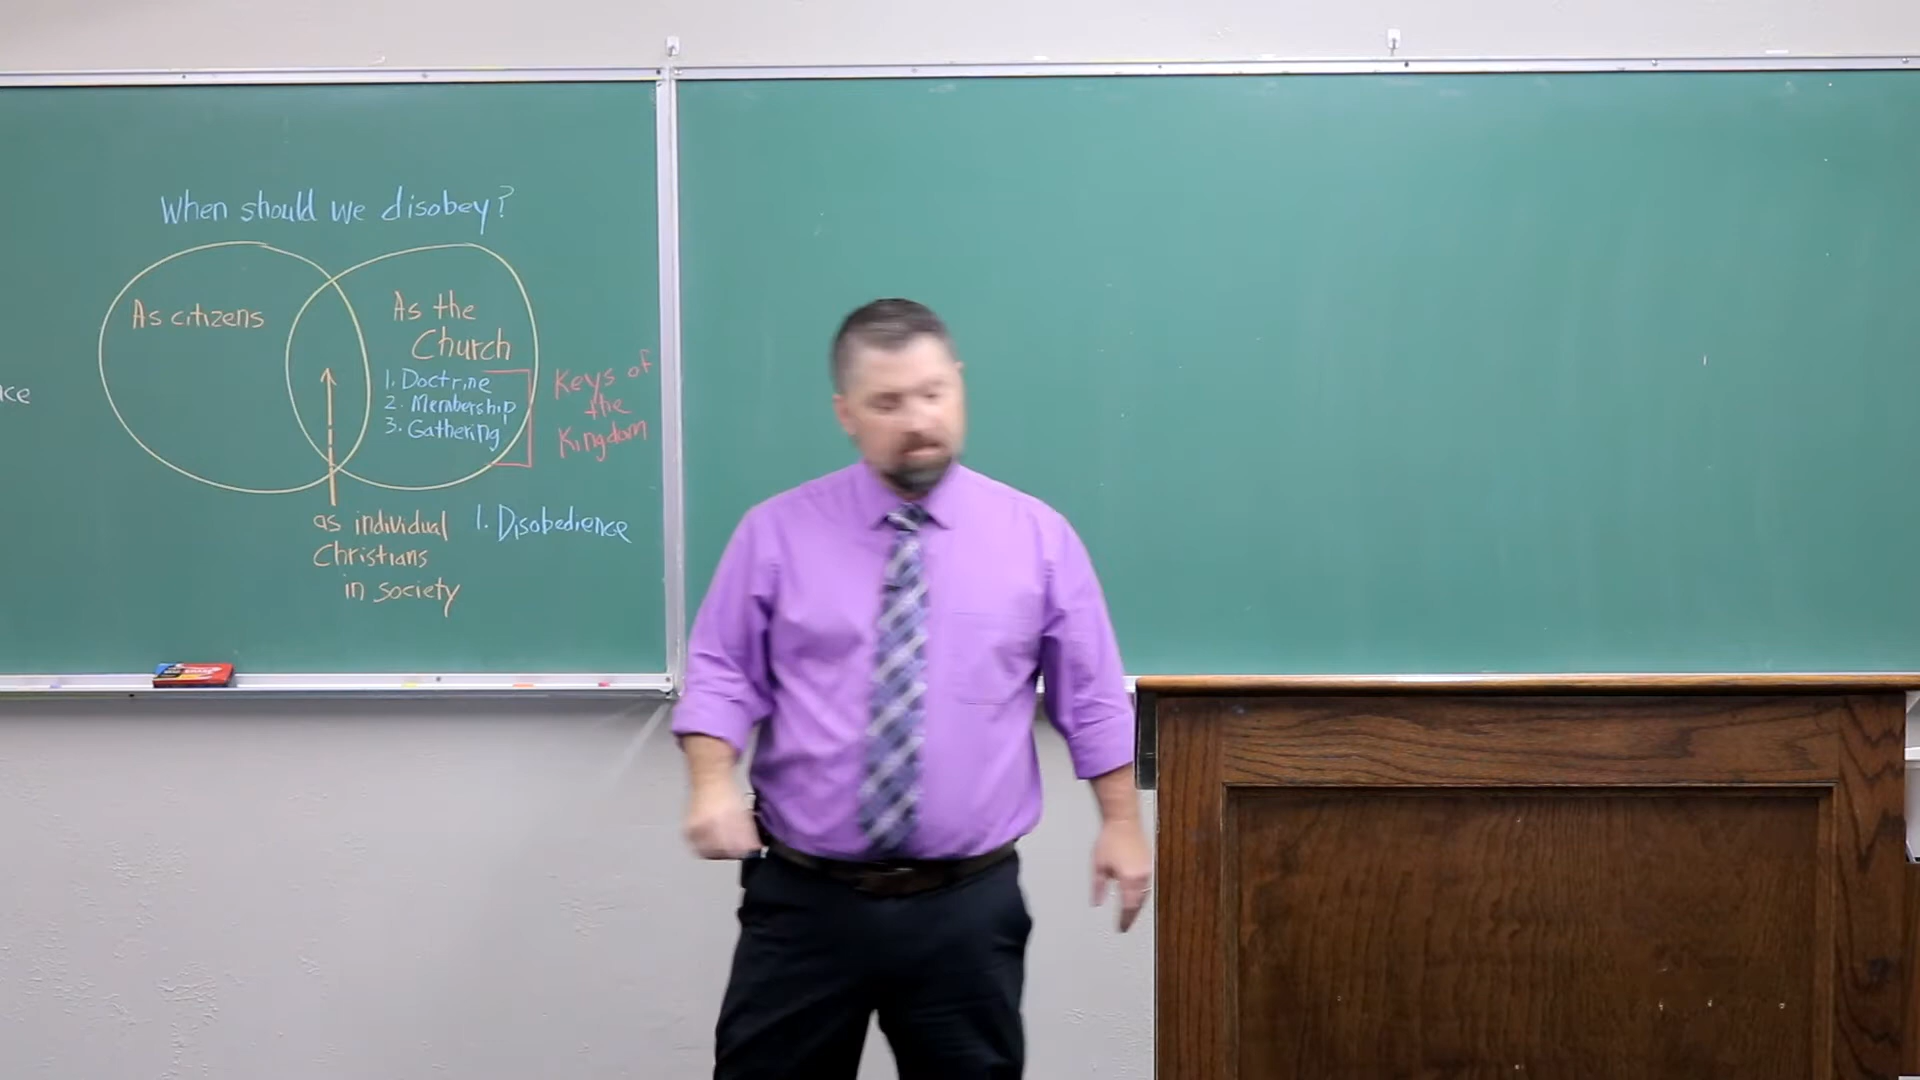 When should we disobey?
As citizens
As the
Church
1. Doctrine
2. Membership
3. Gathering
Keys of
the
Kingdom
as individual
Christians
in society
1. Disobedience